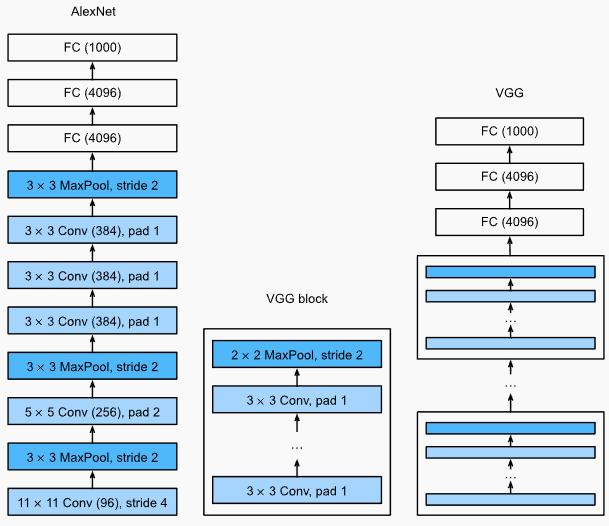 AlexNet
FC (1000)
FC (4096)
FC (4096)
3 × 3 MaxPool, stride 2
3 × 3 Conv (384), pad 1
3 × 3 Conv (384), pad 1
3 × 3 Conv (384), pad 1
3 × 3 MaxPool, stride 2
5 × 5 Conv (256), pad 2
3 × 3 MaxPool, stride 2
11 × 11 Conv (96), stride 4
VGG block
2 × 2 MaxPool, stride 2
3 × 3 Conv, pad 1
...
3 × 3 Conv, pad 1
VGG
FC (1000)
FC (4096)
FC (4096)
...
...
...